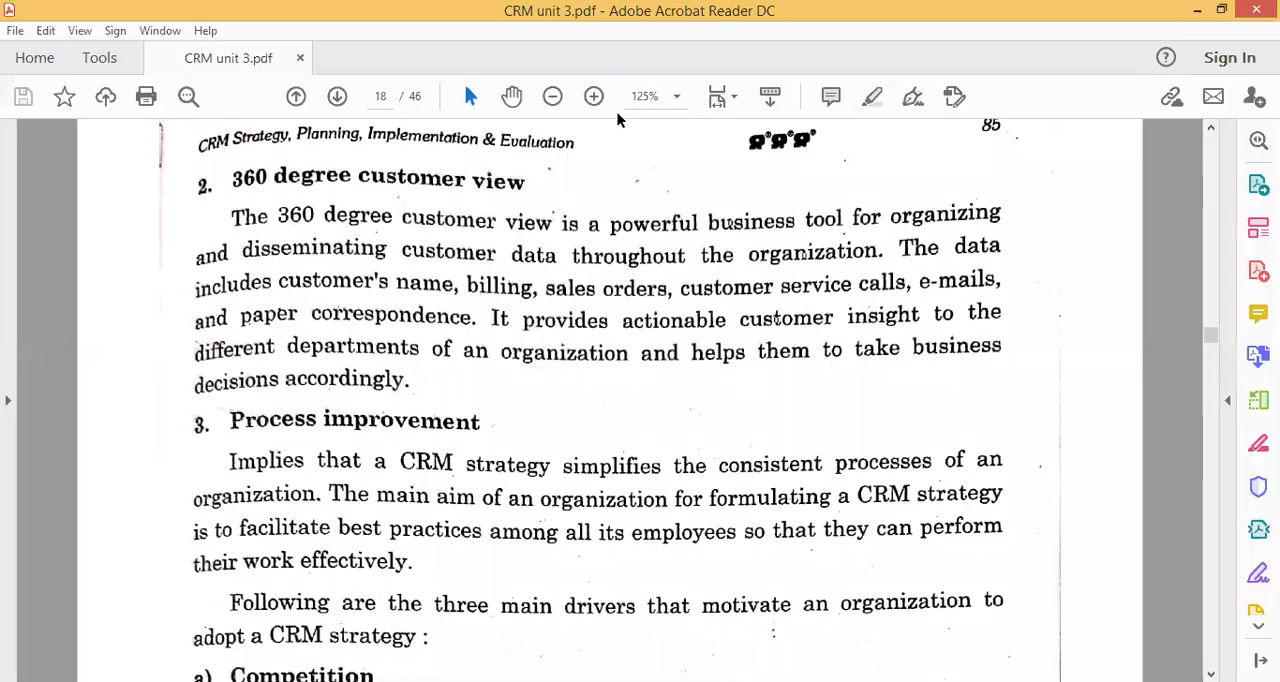 CRM unit 3.pdf - Adobe Acrobat Reader DC
File Edit View Sign Window Help
Home Tools CRM unit 3.pdf × Sign In
18 / 46 125%
CRM Strategy, Planning, Implementation & Evaluation 85
2. 360 degree customer view
The 360 degree customer view is a powerful business tool for organizing
and disseminating customer data throughout the organization. The data
includes customer's name, billing, sales orders, customer service calls, e-mails,
and paper correspondence. It provides actionable customer insight to the
different departments of an organization and helps them to take business
decisions accordingly.
3. Process improvement
Implies that a CRM strategy simplifies the consistent processes of an
organization. The main aim of an organization for formulating a CRM strategy
is to facilitate best practices among all its employees so that they can perform
their work effectively.
Following are the three main drivers that motivate an organization to
adopt a CRM strategy :
a) Competition